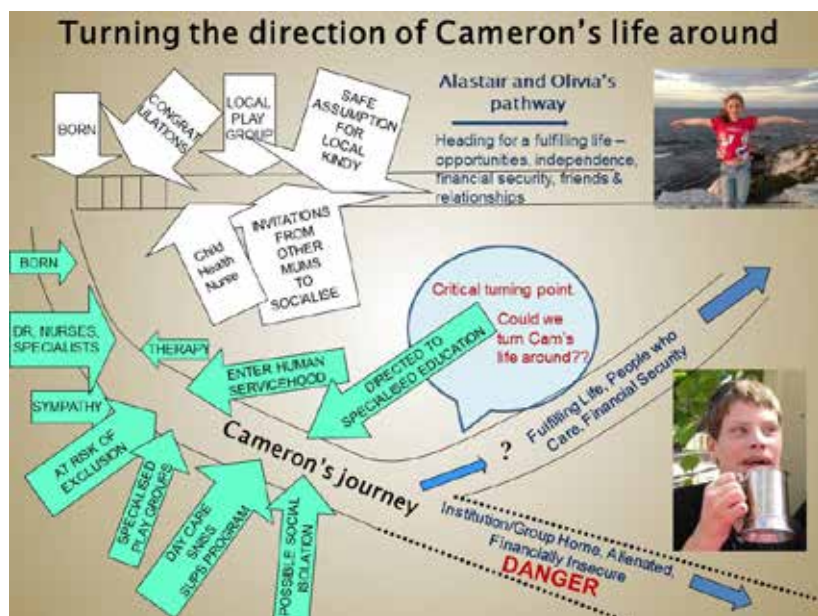 Turning the direction of Cameron's life around
BORN
CONGRAT
ULATIONS
LOCAL
PLAY
GROUP
SAFE
ASSUMPTION
FOR
LOCAL
KINDY
Alastair and Olivia's
pathway
Heading for a fulfilling life –
opportunities, independence,
financial security, friends &
relationships
Child
Health
Nurse
INVITATIONS
FROM
OTHER
MUMS
TO
SOCIALISE
BORN
DR, NURSES,
SPECIALISTS
SYMPATHY
THERAPY
ENTER HUMAN
SERVICEHOOD
DIRECTED TO
SPECIALISED EDUCATION
Critical turning point
Could we
turn Cam's
life around??
AT RISK OF
EXCLUSION
SPECIALISED
PLAY GROUPS
DAY CARE
SUPS PROGRAM
POSSIBLE SOCIAL
ISOLATION
Cameron's journey
?
Fulfilling Life, People who
Care, Financial Security
Institution/Group Home, Alienated,
Financially Insecure
DANGER